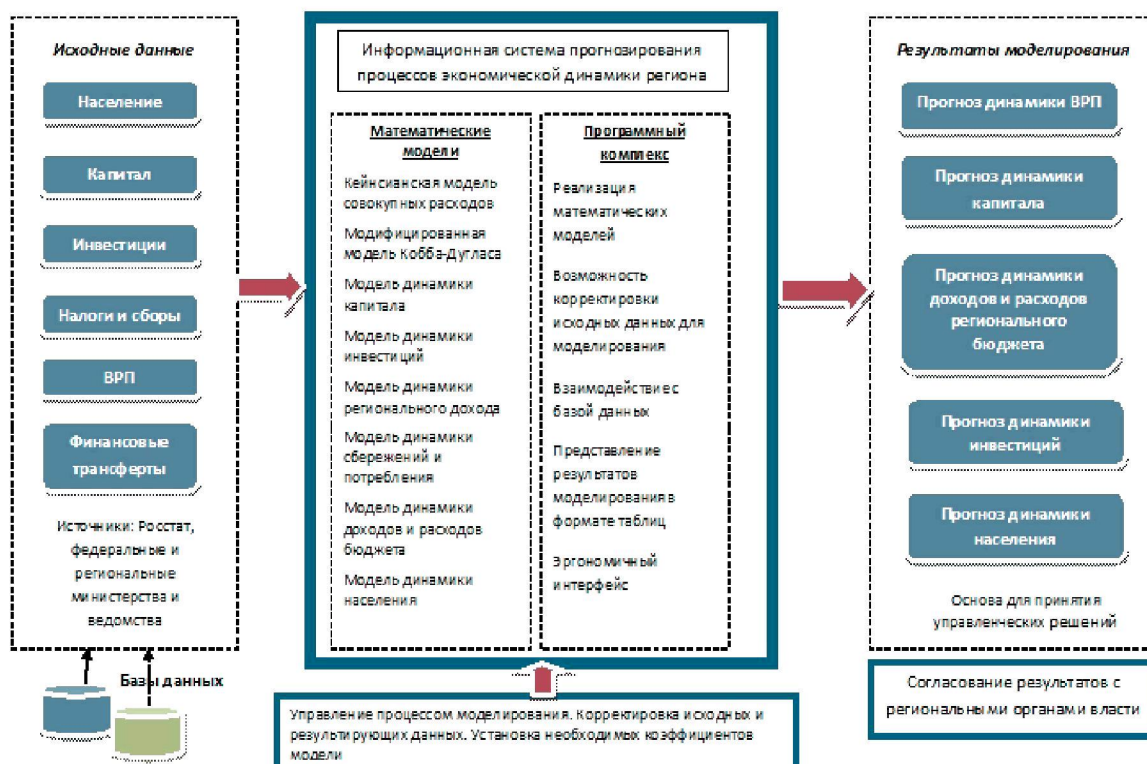 Исходные данные
Население
Капитал
Инвестиции
Налоги и сборы
ВРП
Финансовые
трансферты
Источники: Росстат,
федеральные и
региональные
министерства и
ведомства
Базы данных
Информационная система прогнозирования
процессов экономической динамики региона
Математические
модели
Кейнсианская модель
совокупных расходов
Модифицированная
модель Кобба-Дугласа
Модель динамики
капитала
Модель динамики
инвестиций
Модель динамики
регионального дохода
Модель динамики
сбережений и
потребления
Модель динамики
доходов и расходов
бюджета
Модель динамики
населения
Программный
комплекс
Реализация
математических
моделей
Возможность
корректировки
исходных данных для
моделирования
Взаимодействие с
базой данных
Представление
результатов
моделирования в
формате таблиц
Эргономичный
интерфейс
Управление процессом моделирования. Корректировка исходных и
результирующих данных. Установка необходимых коэффициентов
модели
Результаты моделирования
Прогноз динамики ВРП
Прогноз динамики
капитала
Прогноз динамики
доходов и расходов
регионального
бюджета
Прогноз динамики
инвестиций
Прогноз динамики
населения
Основа для принятия
управленческих решений
Согласование результатов с
региональными органами власти